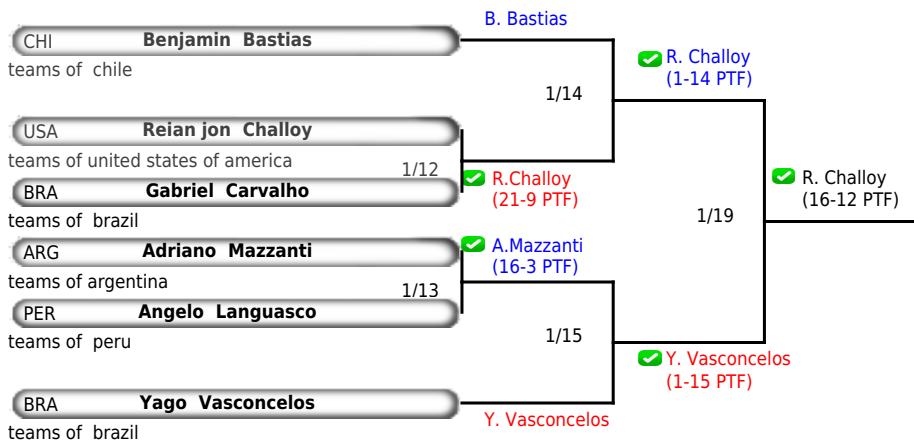 B. Bastias
CHI Benjamin Bastias
teams of chile
R. Challoy
(1-14 PTF)
1/14
USA Reian jon Challoy
teams of united states of america
1/12
BRA Gabriel Carvalho
teams of brazil
R.Challoy
(21-9 PTF)
R. Challoy
(16-12 PTF)
1/19
ARG Adriano Mazzanti
teams of argentina
A.Mazzanti
(16-3 PTF)
1/13
PER Angelo Languasco
teams of peru
1/15
Y. Vasconcelos
(1-15 PTF)
BRA Yago Vasconcelos
teams of brazil
Y. Vasconcelos